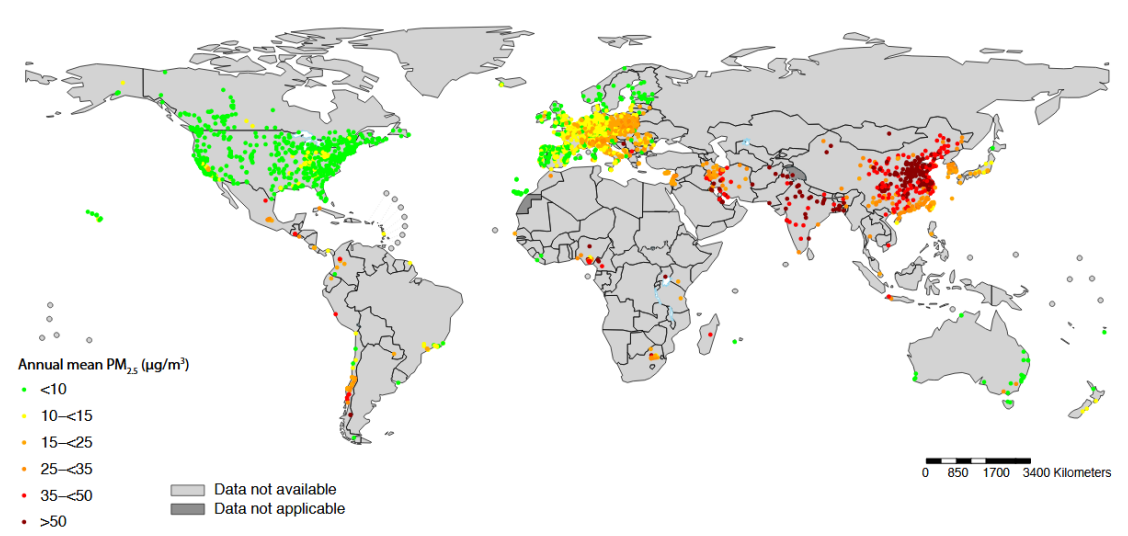 Annual mean PM2.5 (µg/m³)
<10
10–<15
15–<25
25–<35
35–<50
>50
Data not available
Data not applicable
0 850 1700 3400 Kilometers